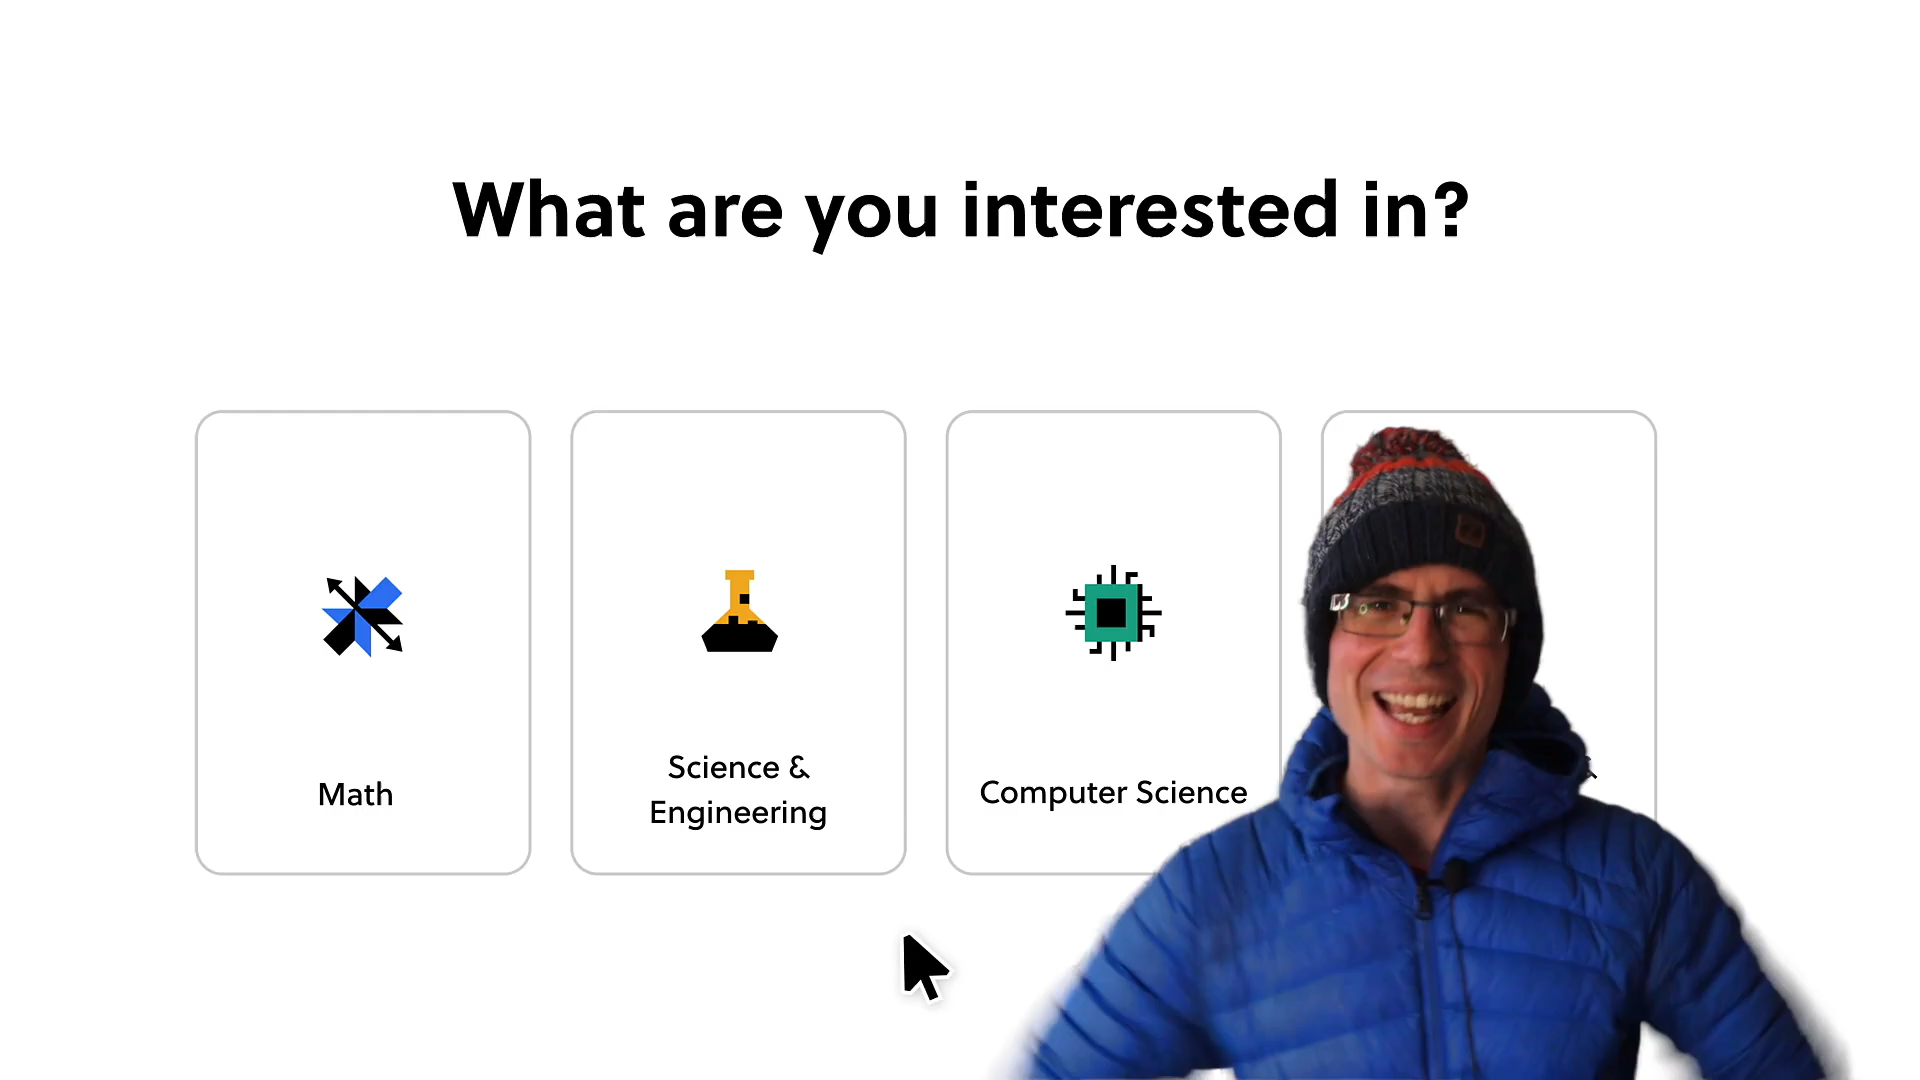 What are you interested in?
Math
Science &
Engineering
Computer Science
&